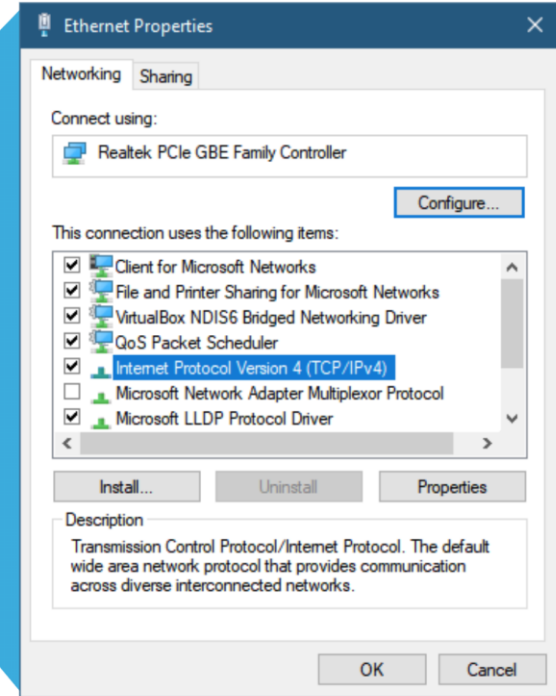 Ethernet Properties
Networking
Sharing
Connect using:
Realtek PCIe GBE Family Controller
Configure...
This connection uses the following items:
Client for Microsoft Networks
File and Printer Sharing for Microsoft Networks
VirtualBox NDIS6 Bridged Networking Driver
QoS Packet Scheduler
Internet Protocol Version 4 (TCP/IPv4)
Microsoft Network Adapter Multiplexor Protocol
Microsoft LLDP Protocol Driver
Install...
Uninstall
Properties
Description
Transmission Control Protocol/Internet Protocol. The default
wide area network protocol that provides communication
across diverse interconnected networks.
OK
Cancel